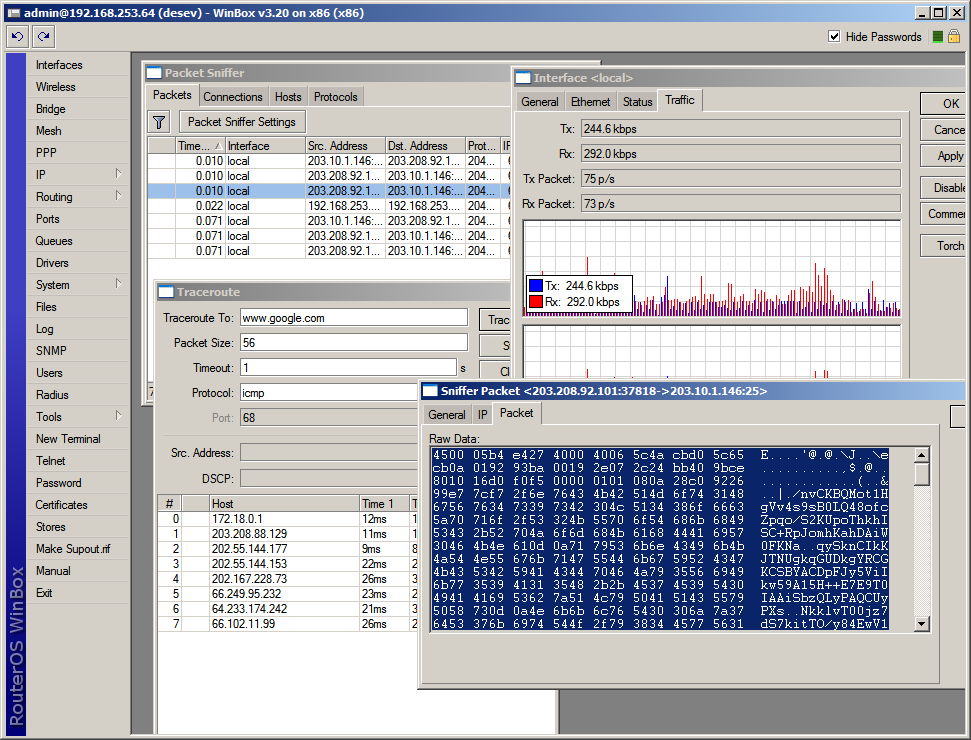 admin@192.168.253.64 (desev) - WinBox v3.20 on x86 (x86)
Hide Passwords
Interfaces
Wireless
Bridge
Mesh
PPP
IP
Routing
Ports
Queues
Drivers
System
Files
Log
SNMP
Users
Radius
Tools
New Terminal
Telnet
Password
Certificates
Stores
Make Supout.rif
Manual
Exit
RouterOS WinBox
Packet Sniffer
Packets Connections Hosts Protocols
Packet Sniffer Settings
Time... Interface Src. Address Dst. Address Prot... IP
0.010 local 203.10.1.146:... 203.208.92.1... 204...
0.010 local 203.208.92.1... 203.10.1.146:... 204...
0.010 local 203.208.92.1... 203.10.1.146:... 204...
0.022 local 192.168.253.... 192.168.253.... 204...
0.071 local 203.10.1.146:... 203.208.92.1... 204...
0.071 local 203.208.92.1... 203.10.1.146:... 204...
0.071 local 203.208.92.1... 203.10.1.146:... 204...
Interface <local>
General Ethernet Status Traffic
Tx: 244.6 kbps
Rx: 292.0 kbps
Tx Packet: 75 p/s
Rx Packet: 73 p/s
Tx: 244.6 kbps
Rx: 292.0 kbps
OK
Cance
Apply
Disable
Commen
Torch
Traceroute
Traceroute To: www.google.com
Packet Size: 56
Timeout: 1 s
Protocol: icmp
Port: 68
Src. Address:
DSCP:
Trac
S
Cl
# Host Time 1 T
0 172.18.0.1 12ms 1
1 203.208.88.129 11ms 1
2 202.55.144.177 9ms 8
3 202.55.144.153 22ms 2
4 202.167.228.73 26ms 3
5 66.249.95.232 23ms 2
6 64.233.174.242 21ms 3
7 66.102.11.99 26ms 2
Sniffer Packet <203.208.92.101:37818->203.10.1.146:25>
General IP Packet
Raw Data:
4500 05b4 e427 4000 4006 5c4a cbd0 5c65 E....'@.@.\J..\e
cb0a 0192 93ba 0019 2e07 2c24 bb40 9bce ..........,$.@..
8010 16d0 f0f5 0000 0101 080a 28c0 9226 ............(..&
99e7 7cf7 2f6e 7643 4b42 514d 6f74 3148 ..|./nvCKBQMot1H
6756 7634 7339 7342 304c 5134 386f 6663 gVv4s9sB0LQ48ofc
5a70 716f 2f53 324b 5570 6f54 686b 6849 Zpqo/S2KUpoThkhI
5343 2b52 704a 6f6d 684b 6168 4441 6957 SC+RpJomhKahDAiW
3046 4b4e 610d 0a71 7953 6b6e 4349 6b4b 0FKNa..qySknCIkK
4a54 4e55 676b 7147 5544 6b67 5952 4347 JTNUgkqGUDkgYRCG
4b43 5342 5941 4344 7046 4a79 3556 6949 KCSBYACDpFJy5ViI
6b77 3539 4131 3548 2b2b 4537 4539 5430 kw59A15H++E7E9T0
4941 4169 5362 7a51 4c79 5041 5143 5579 IAAiSbzQLyPAQCUy
5058 730d 0a4e 6b6b 6c76 5430 306a 7a37 PXs..NkklvT00jz7
6453 376b 6974 544f 2f79 3834 4577 5631 dS7kitTO/y84EwV1